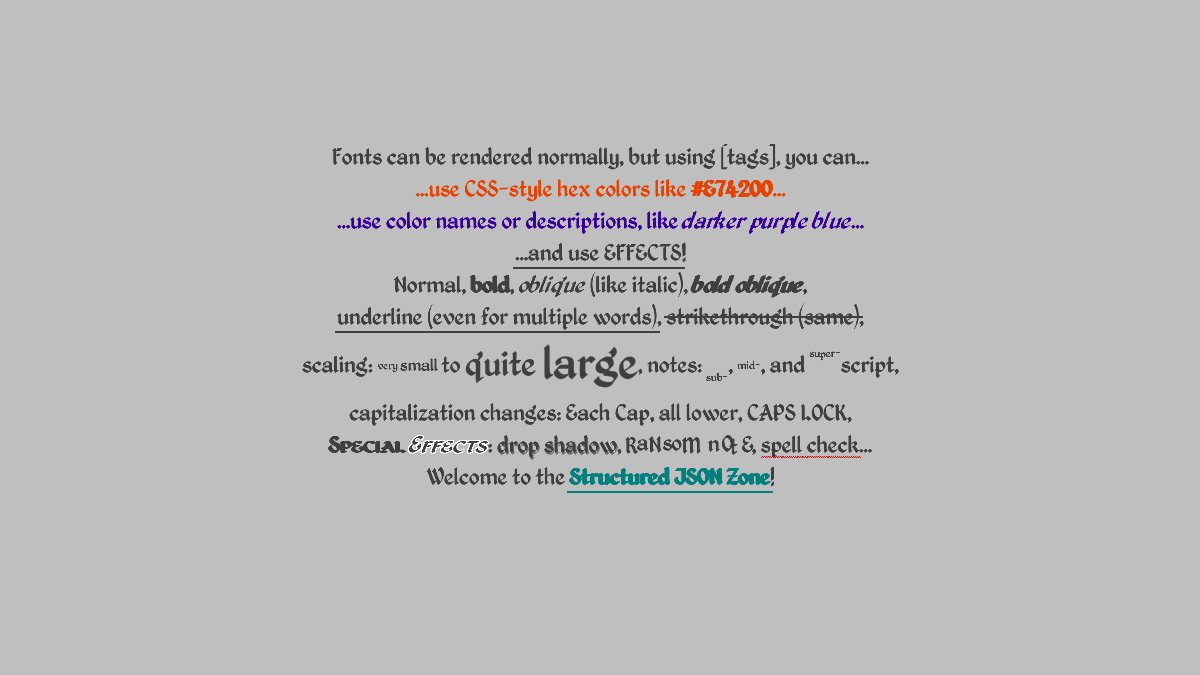 Fonts can be rendered normally, but using [tags], you can...
...use CSS-style hex colors like #E74200...
...use color names or descriptions, like darker purple blue...
...and use EFFECTS!
Normal, bold, oblique (like italic), bold oblique,
underline (even for multiple words), strikethrough (same),
scaling: very small to quite large, notes: sub-, mid-, and super-script,
capitalization changes: Each Cap, all lower, CAPS LOCK,
Special EFFECTS: drop shadow, RaNsoM nOtE, spell check...
Welcome to the Structured JSON Zone!